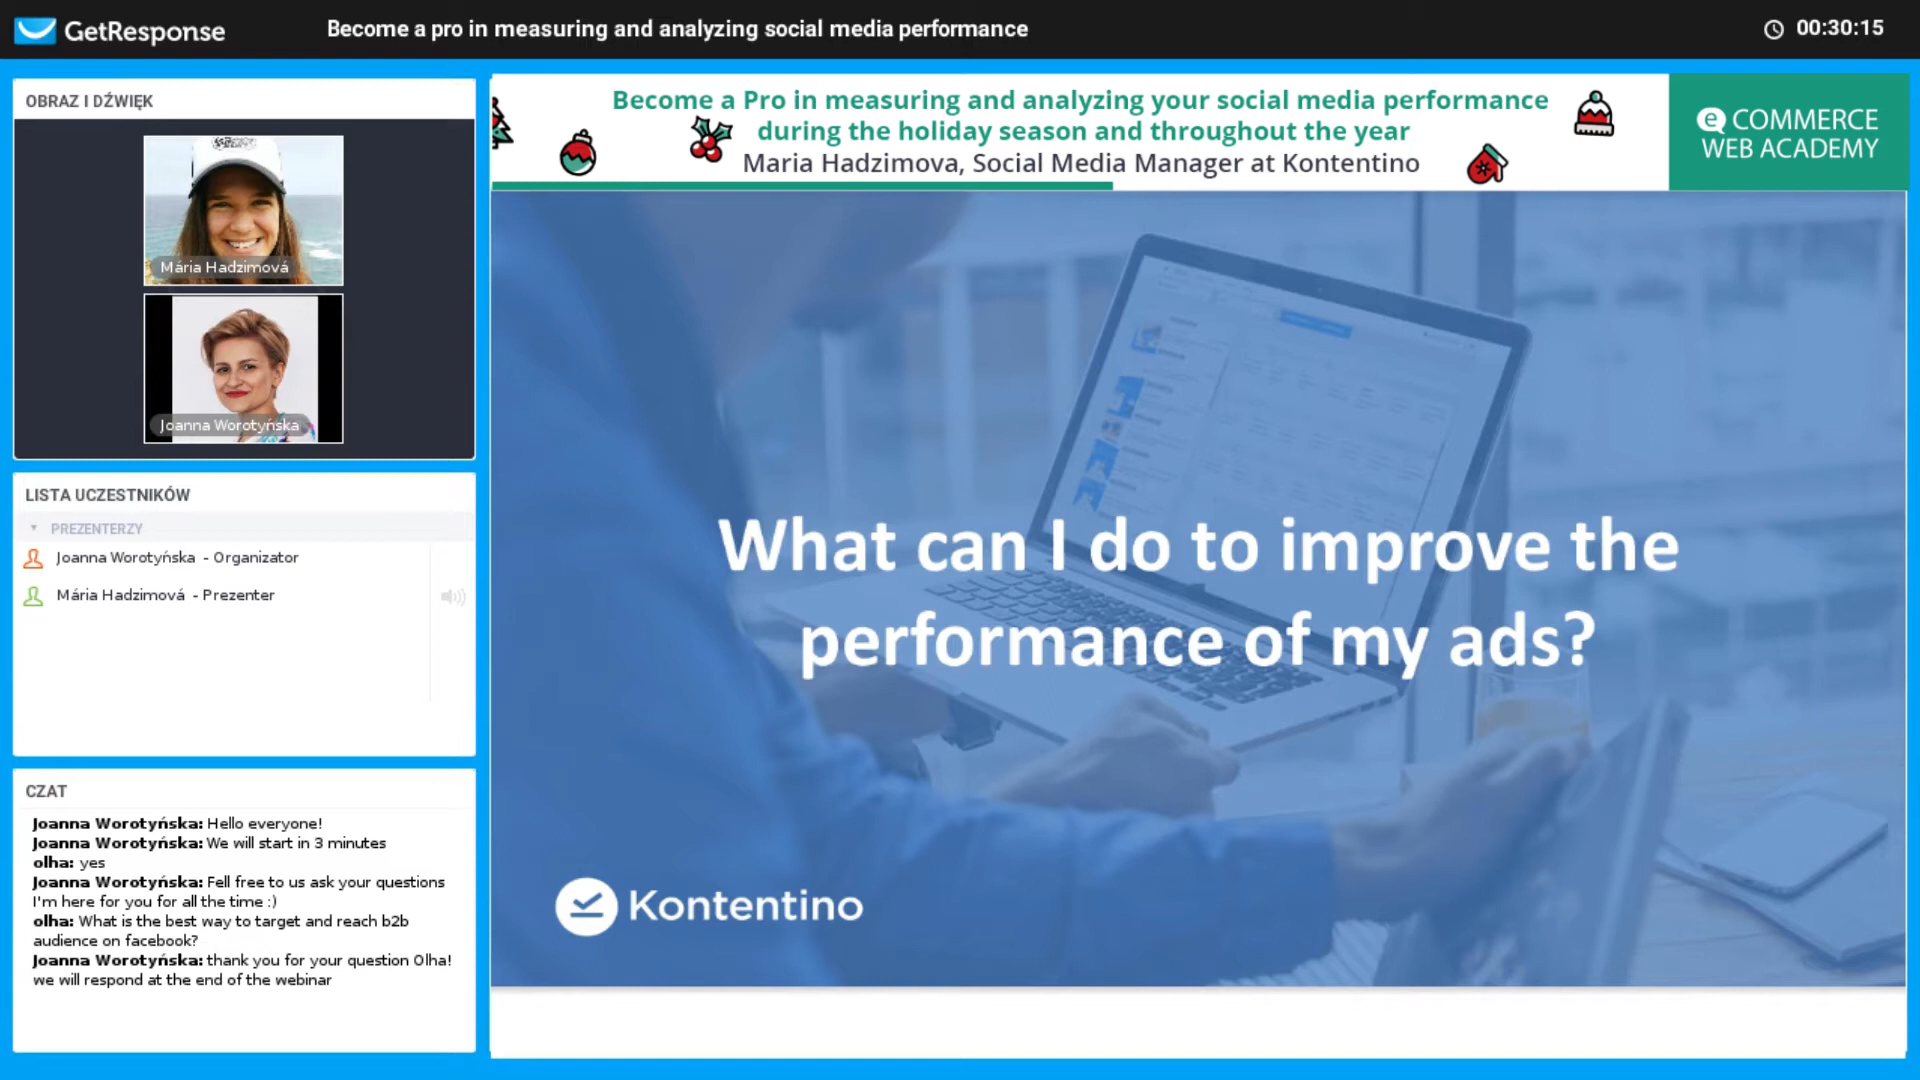 GetResponse
Become a pro in measuring and analyzing social media performance
00:30:15
OBRAZ I DŹWIĘK
Mária Hadzimová
Joanna Worotyńska
LISTA UCZESTNIKÓW
PREZENTERZY
Joanna Worotyńska - Organizator
Mária Hadzimová - Prezenter
CZAT
Joanna Worotyńska: Hello everyone!
Joanna Worotyńska: We will start in 3 minutes
olha: yes
Joanna Worotyńska: Fell free to us ask your questions
I'm here for you for all the time :)
olha: What is the best way to target and reach b2b
audience on facebook?
Joanna Worotyńska: thank you for your question Olha!
we will respond at the end of the webinar
Become a Pro in measuring and analyzing your social media performance
during the holiday season and throughout the year
Maria Hadzimova, Social Media Manager at Kontentino
e COMMERCE
WEB ACADEMY
What can I do to improve the
performance of my ads?
Kontentino